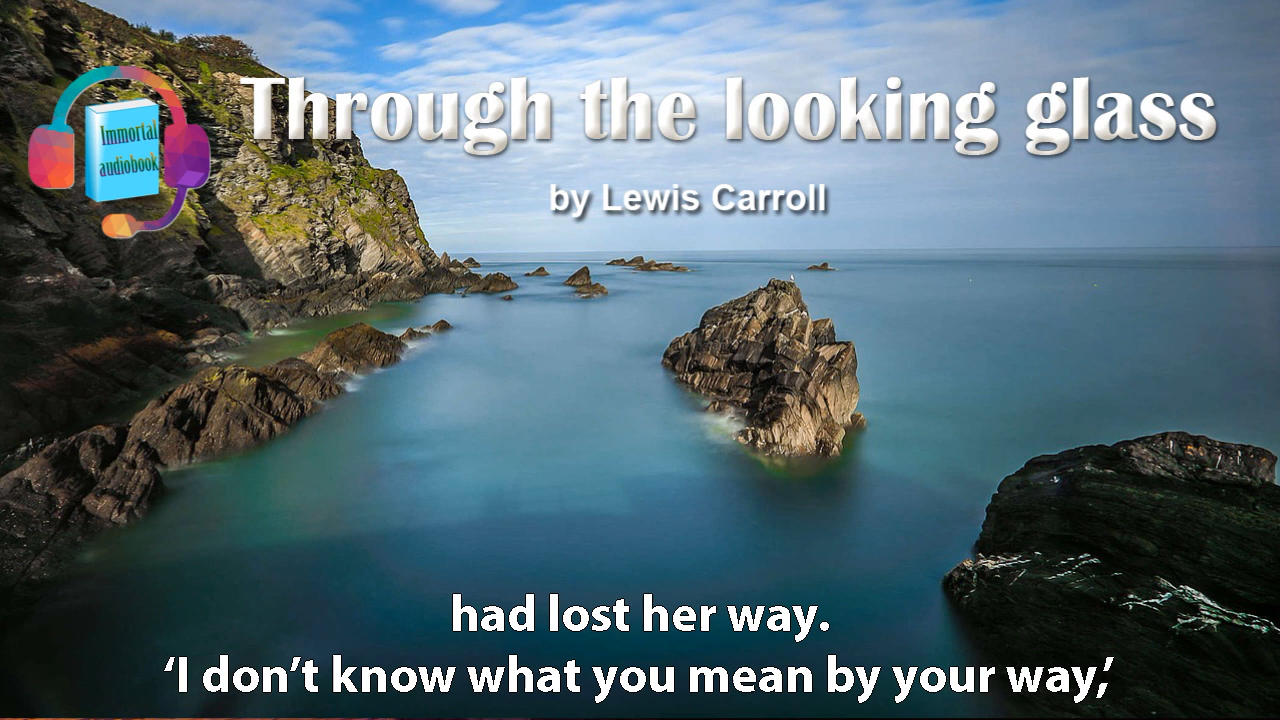 Through the looking glass
Immortal
audiobook
by Lewis Carroll
had lost her way.
‘I don’t know what you mean by your way,’